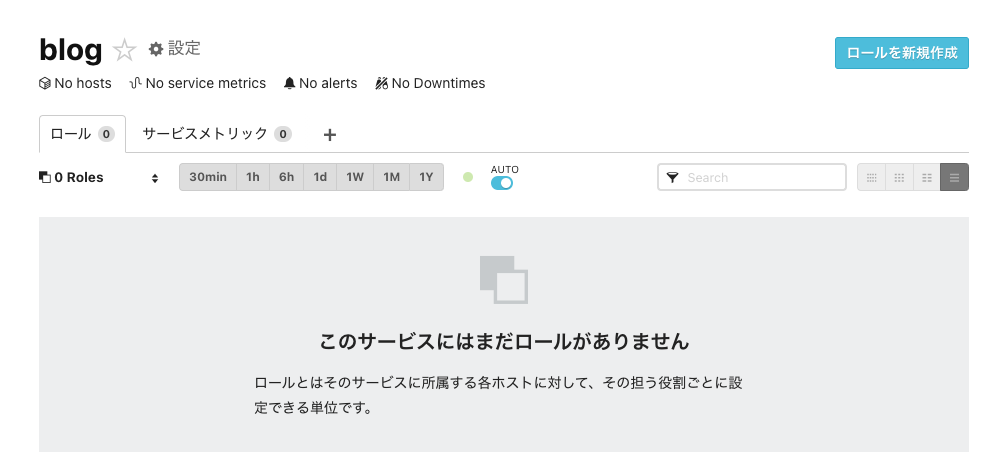 blog 設定
ロールを新規作成
No hosts No service metrics No alerts No Downtimes
ロール 0 サービスメトリック 0 +
0 Roles 30min 1h 6h 1d 1W 1M 1Y AUTO Search
このサービスにはまだロールがありません
ロールとはそのサービスに所属する各ホストに対して、その担う役割ごとに設
定できる単位です。